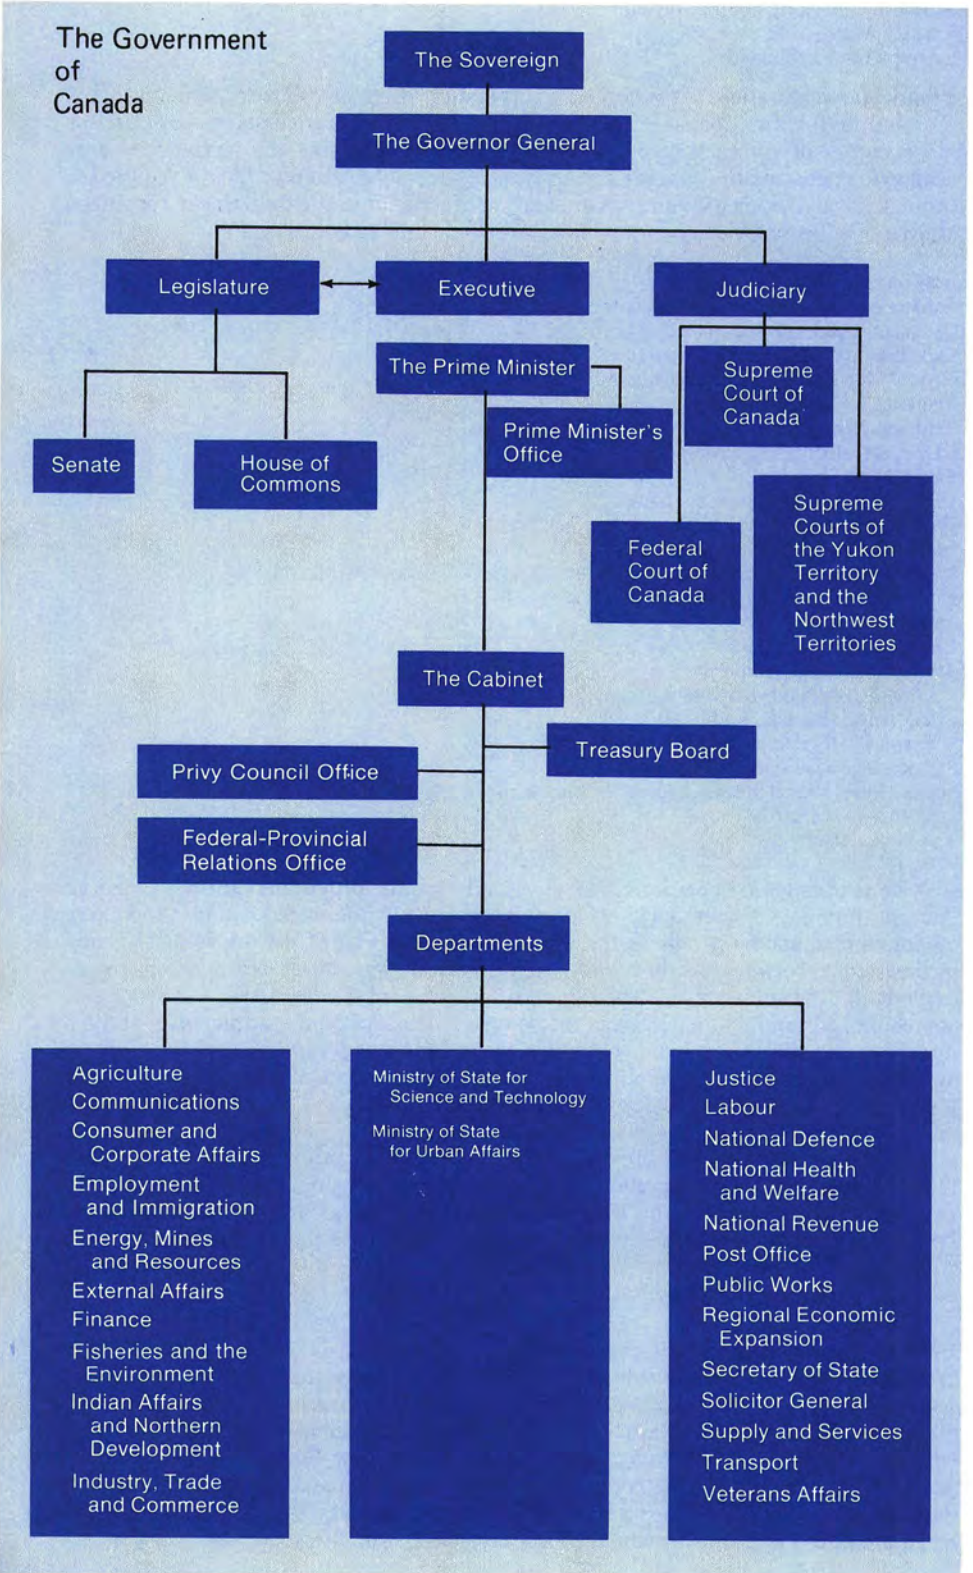 The Government
of
Canada
The Sovereign
The Governor General
Legislature
Executive
Judiciary
The Prime Minister
Prime Minister's
Office
Supreme
Court of
Canada
Senate
House of
Commons
Federal
Court of
Canada
Supreme
Courts of
the Yukon
Territory
and the
Northwest
Territories
The Cabinet
Treasury Board
Privy Council Office
Federal-Provincial
Relations Office
Departments
Agriculture
Communications
Consumer and
Corporate Affairs
Employment
and Immigration
Energy, Mines
and Resources
External Affairs
Finance
Fisheries and the
Environment
Indian Affairs
and Northern
Development
Industry, Trade
and Commerce
Ministry of State for
Science and Technology
Ministry of State
for Urban Affairs
Justice
Labour
National Defence
National Health
and Welfare
National Revenue
Post Office
Public Works
Regional Economic
Expansion
Secretary of State
Solicitor General
Supply and Services
Transport
Veterans Affairs